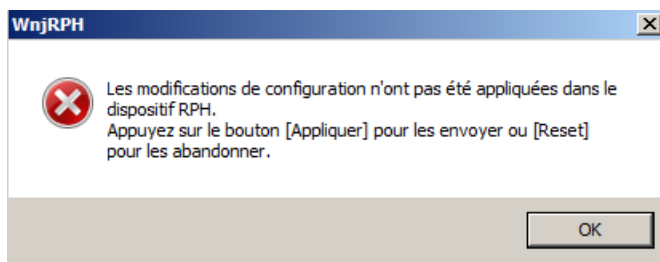 WnjRPH
Les modifications de configuration n'ont pas été appliquées dans le
dispositif RPH.
Appuyez sur le bouton [Appliquer] pour les envoyer ou [Reset]
pour les abandonner.
OK